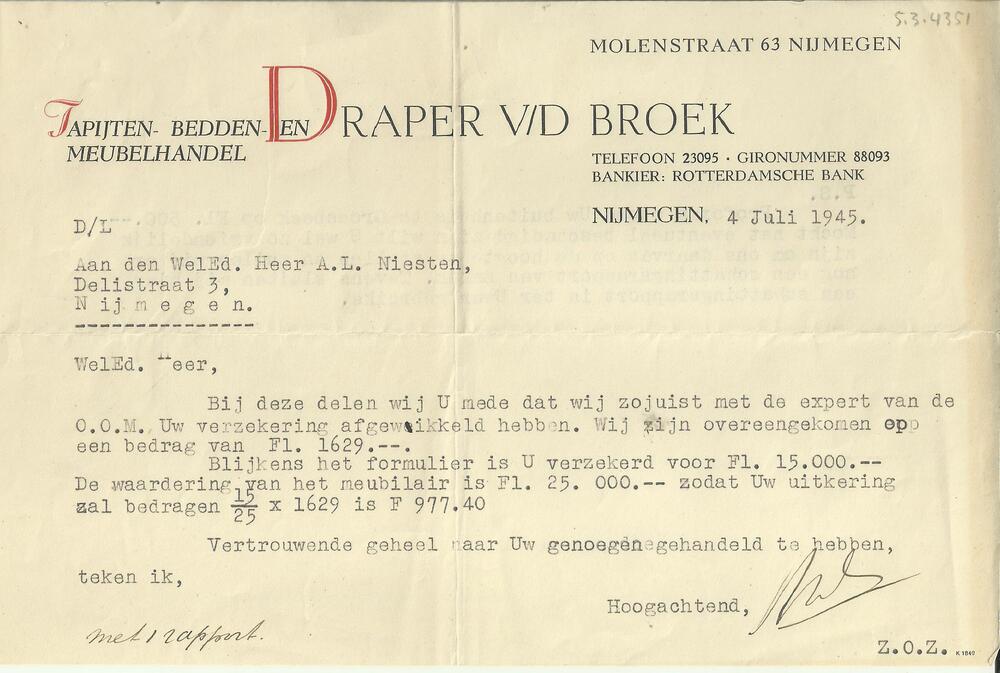 5.3.4351
MOLENSTRAAT 63 NIJMEGEN
TAPIJTEN- BEDDEN- EN DRAPER V/D BROEK
MEUBELHANDEL
TELEFOON 23095 · GIRONUMMER 88093
BANKIER: ROTTERDAMSCHE BANK
NIJMEGEN, 4 Juli 1945.
D/L
Aan den WelEd. Heer A.L. Niesten,
Delistraat 3,
N ij m e g e n.
----------------
WelEd. Heer,
Bij deze delen wij U mede dat wij zojuist met de expert van de
O.O.M. Uw verzekering afgewikkeld hebben. Wij zijn overeengekomen op
een bedrag van Fl. 1629.--.
Blijkens het formulier is U verzekerd voor Fl. 15.000.--
De waardering van het meubilair is Fl. 25. 000.-- zodat Uw uitkering
zal bedragen 15/25 x 1629 is F 977.40
Vertrouwende geheel naar Uw genoegen gehandeld te hebben,
teken ik,
Hoogachtend,
met 1 rapport.
Z.O.Z. K 1849